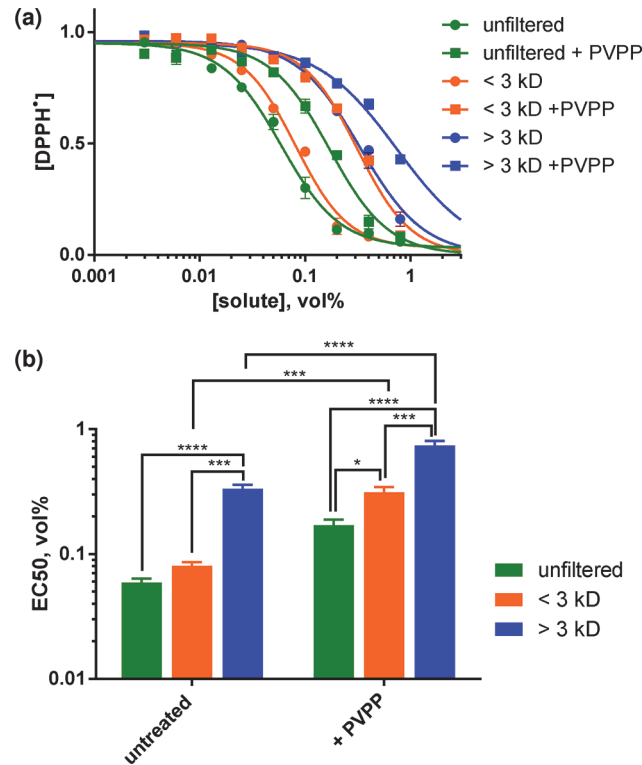 (a)
1.0
0.5
0.0
[DPPH•]
0.001
0.01
0.1
1
[solute], vol%
unfiltered
unfiltered + PVPP
< 3 kD
< 3 kD +PVPP
> 3 kD
> 3 kD +PVPP
(b)
****
***
****
****
***
***
*
1
0.1
0.01
EC50, vol%
untreated
+ PVPP
unfiltered
< 3 kD
> 3 kD